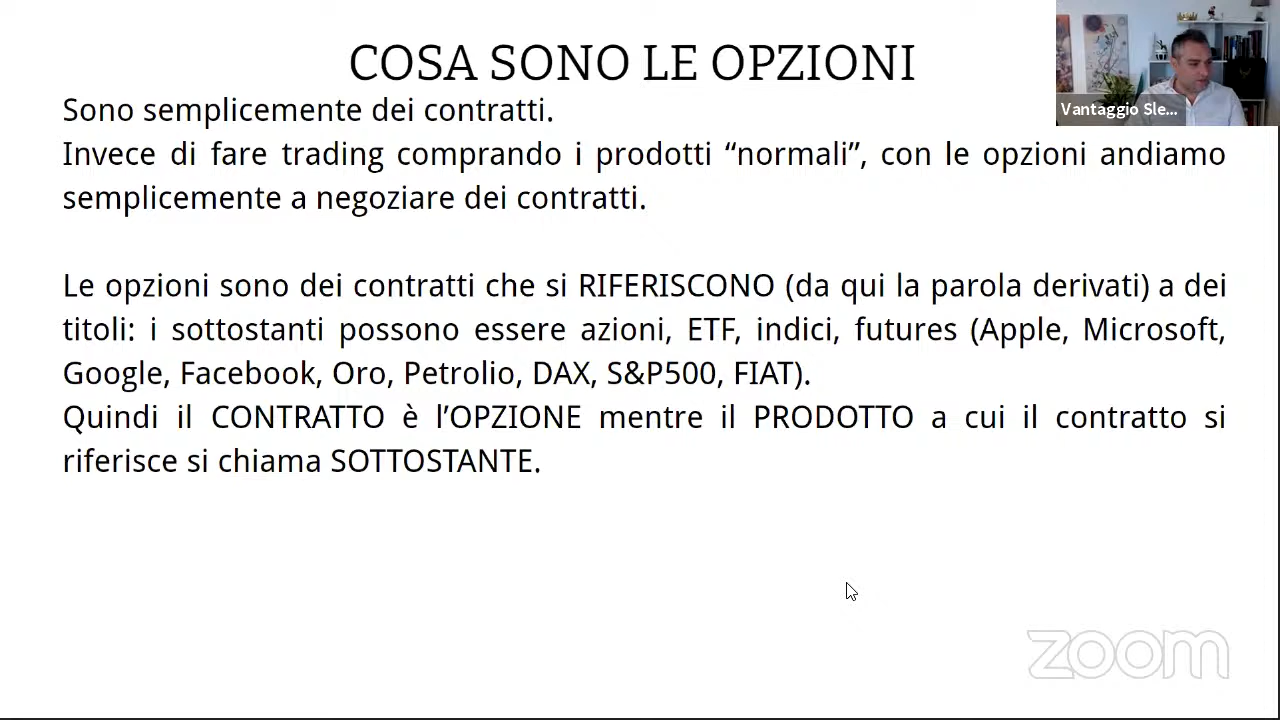 COSA SONO LE OPZIONI
Vantaggio Sle...
Sono semplicemente dei contratti.
Invece di fare trading comprando i prodotti “normali”, con le opzioni andiamo
semplicemente a negoziare dei contratti.
Le opzioni sono dei contratti che si RIFERISCONO (da qui la parola derivati) a dei
titoli: i sottostanti possono essere azioni, ETF, indici, futures (Apple, Microsoft,
Google, Facebook, Oro, Petrolio, DAX, S&P500, FIAT).
Quindi il CONTRATTO è l’OPZIONE mentre il PRODOTTO a cui il contratto si
riferisce si chiama SOTTOSTANTE.
zoom